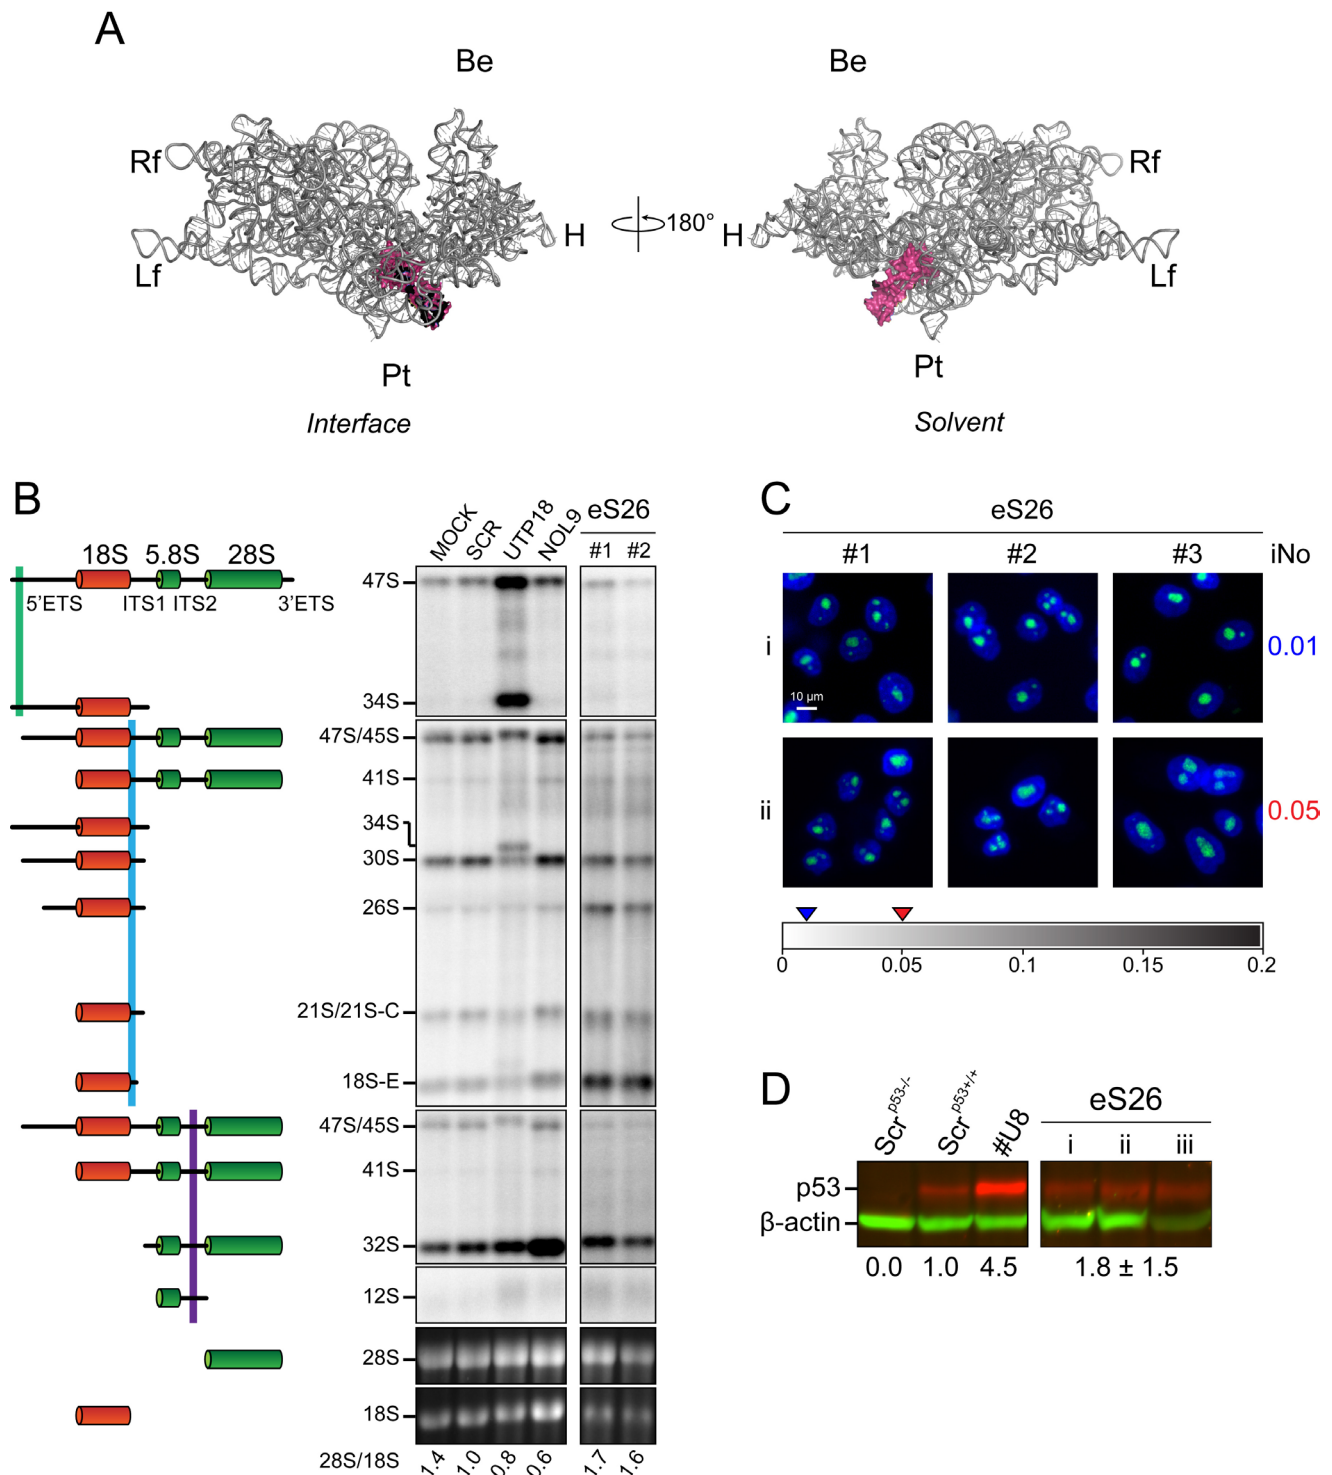 A
Be
Be
Rf
Rf
H
180°
H
Lf
Lf
Pt
Pt
Interface
Solvent
B
MOCK
SCR
UTP18
NOL9
eS26
#1 #2
18S 5.8S 28S
5'ETS ITS1 ITS2 3'ETS
47S
34S
47S/45S
41S
34S
30S
26S
21S/21S-C
18S-E
47S/45S
41S
32S
12S
28S
18S
28S/18S 1.4 1.0 0.8 0.6 1.7 1.6
C
eS26
#1 #2 #3 iNo
i
0.01
10 µm
ii
0.05
0 0.05 0.1 0.15 0.2
D
Scr p53-/-
Scr p53+/+
#U8
eS26
i ii iii
p53
β-actin
0.0 1.0 4.5 1.8 ± 1.5